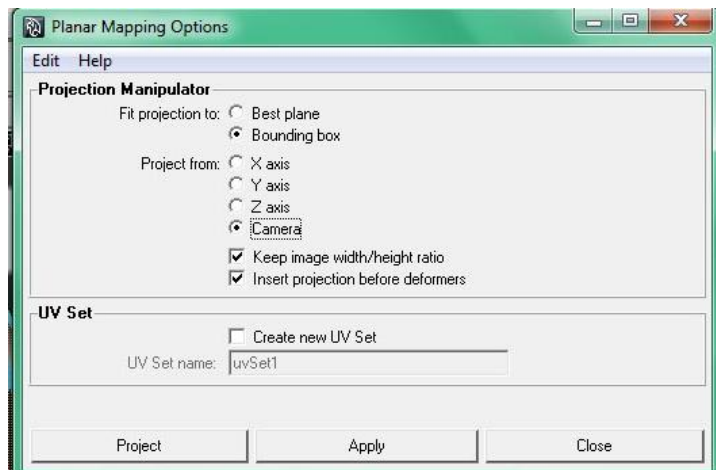 Planar Mapping Options
Edit Help
Projection Manipulator
Fit projection to: Best plane
Bounding box
Project from: X axis
Y axis
Z axis
Camera
Keep image width/height ratio
Insert projection before deformers
UV Set
Create new UV Set
UV Set name: uvSet1
Project Apply Close